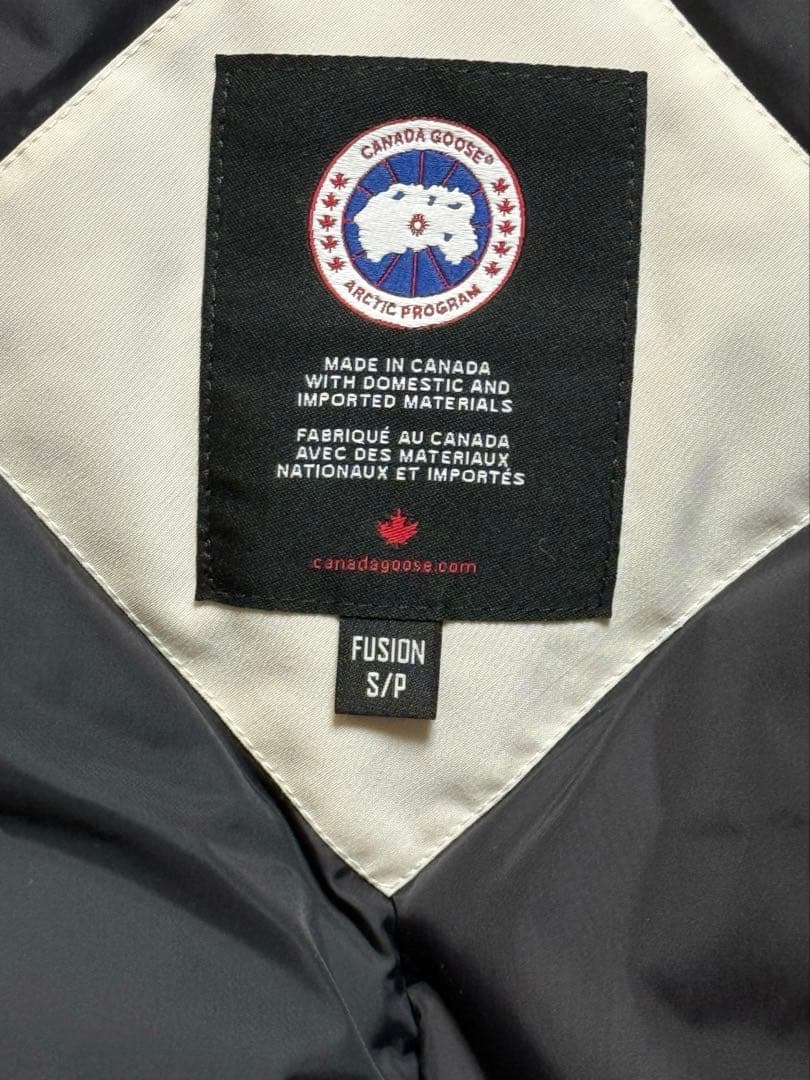 CANADA GOOSE®
ARCTIC PROGRAM
MADE IN CANADA
WITH DOMESTIC AND
IMPORTED MATERIALS
FABRIQUÉ AU CANADA
AVEC DES MATERIAUX
NATIONAUX ET IMPORTÉS
canadagoose.com
FUSION
S/P